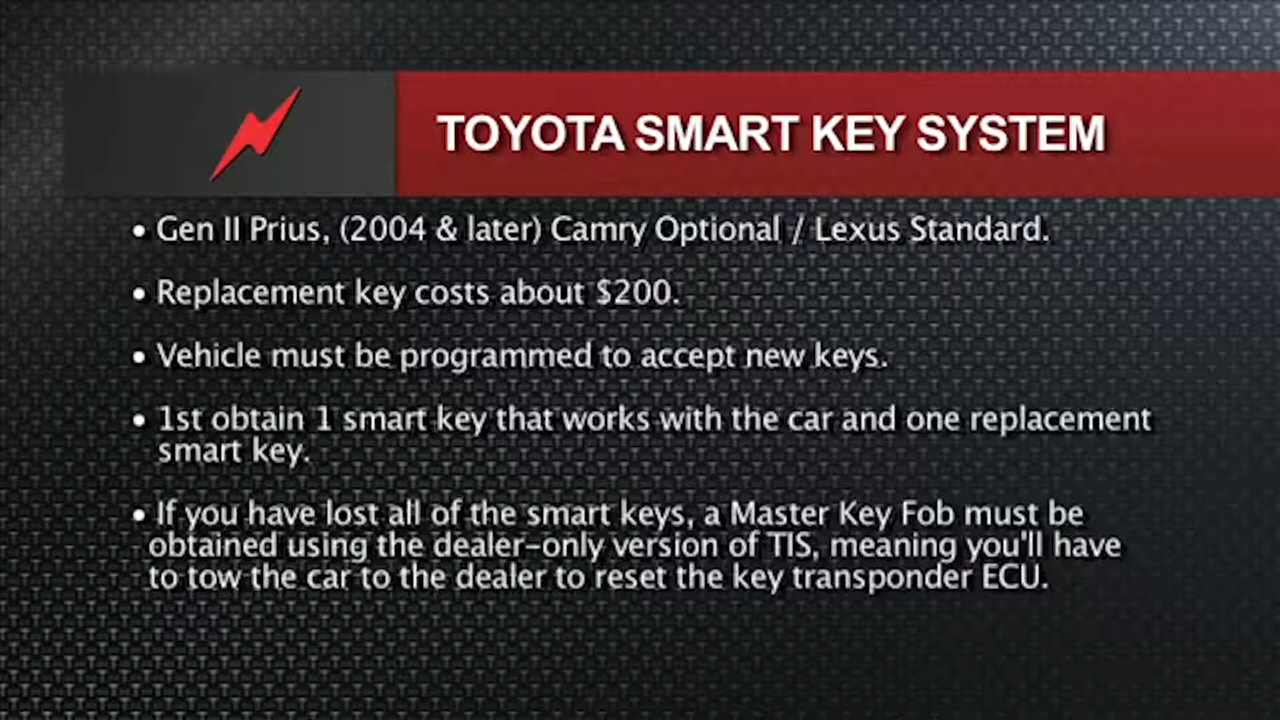 TOYOTA SMART KEY SYSTEM
• Gen II Prius, (2004 & later) Camry Optional / Lexus Standard.
• Replacement key costs about $200.
• Vehicle must be programmed to accept new keys.
• 1st obtain 1 smart key that works with the car and one replacement
smart key.
• If you have lost all of the smart keys, a Master Key Fob must be
obtained using the dealer-only version of TIS, meaning you'll have
to tow the car to the dealer to reset the key transponder ECU.